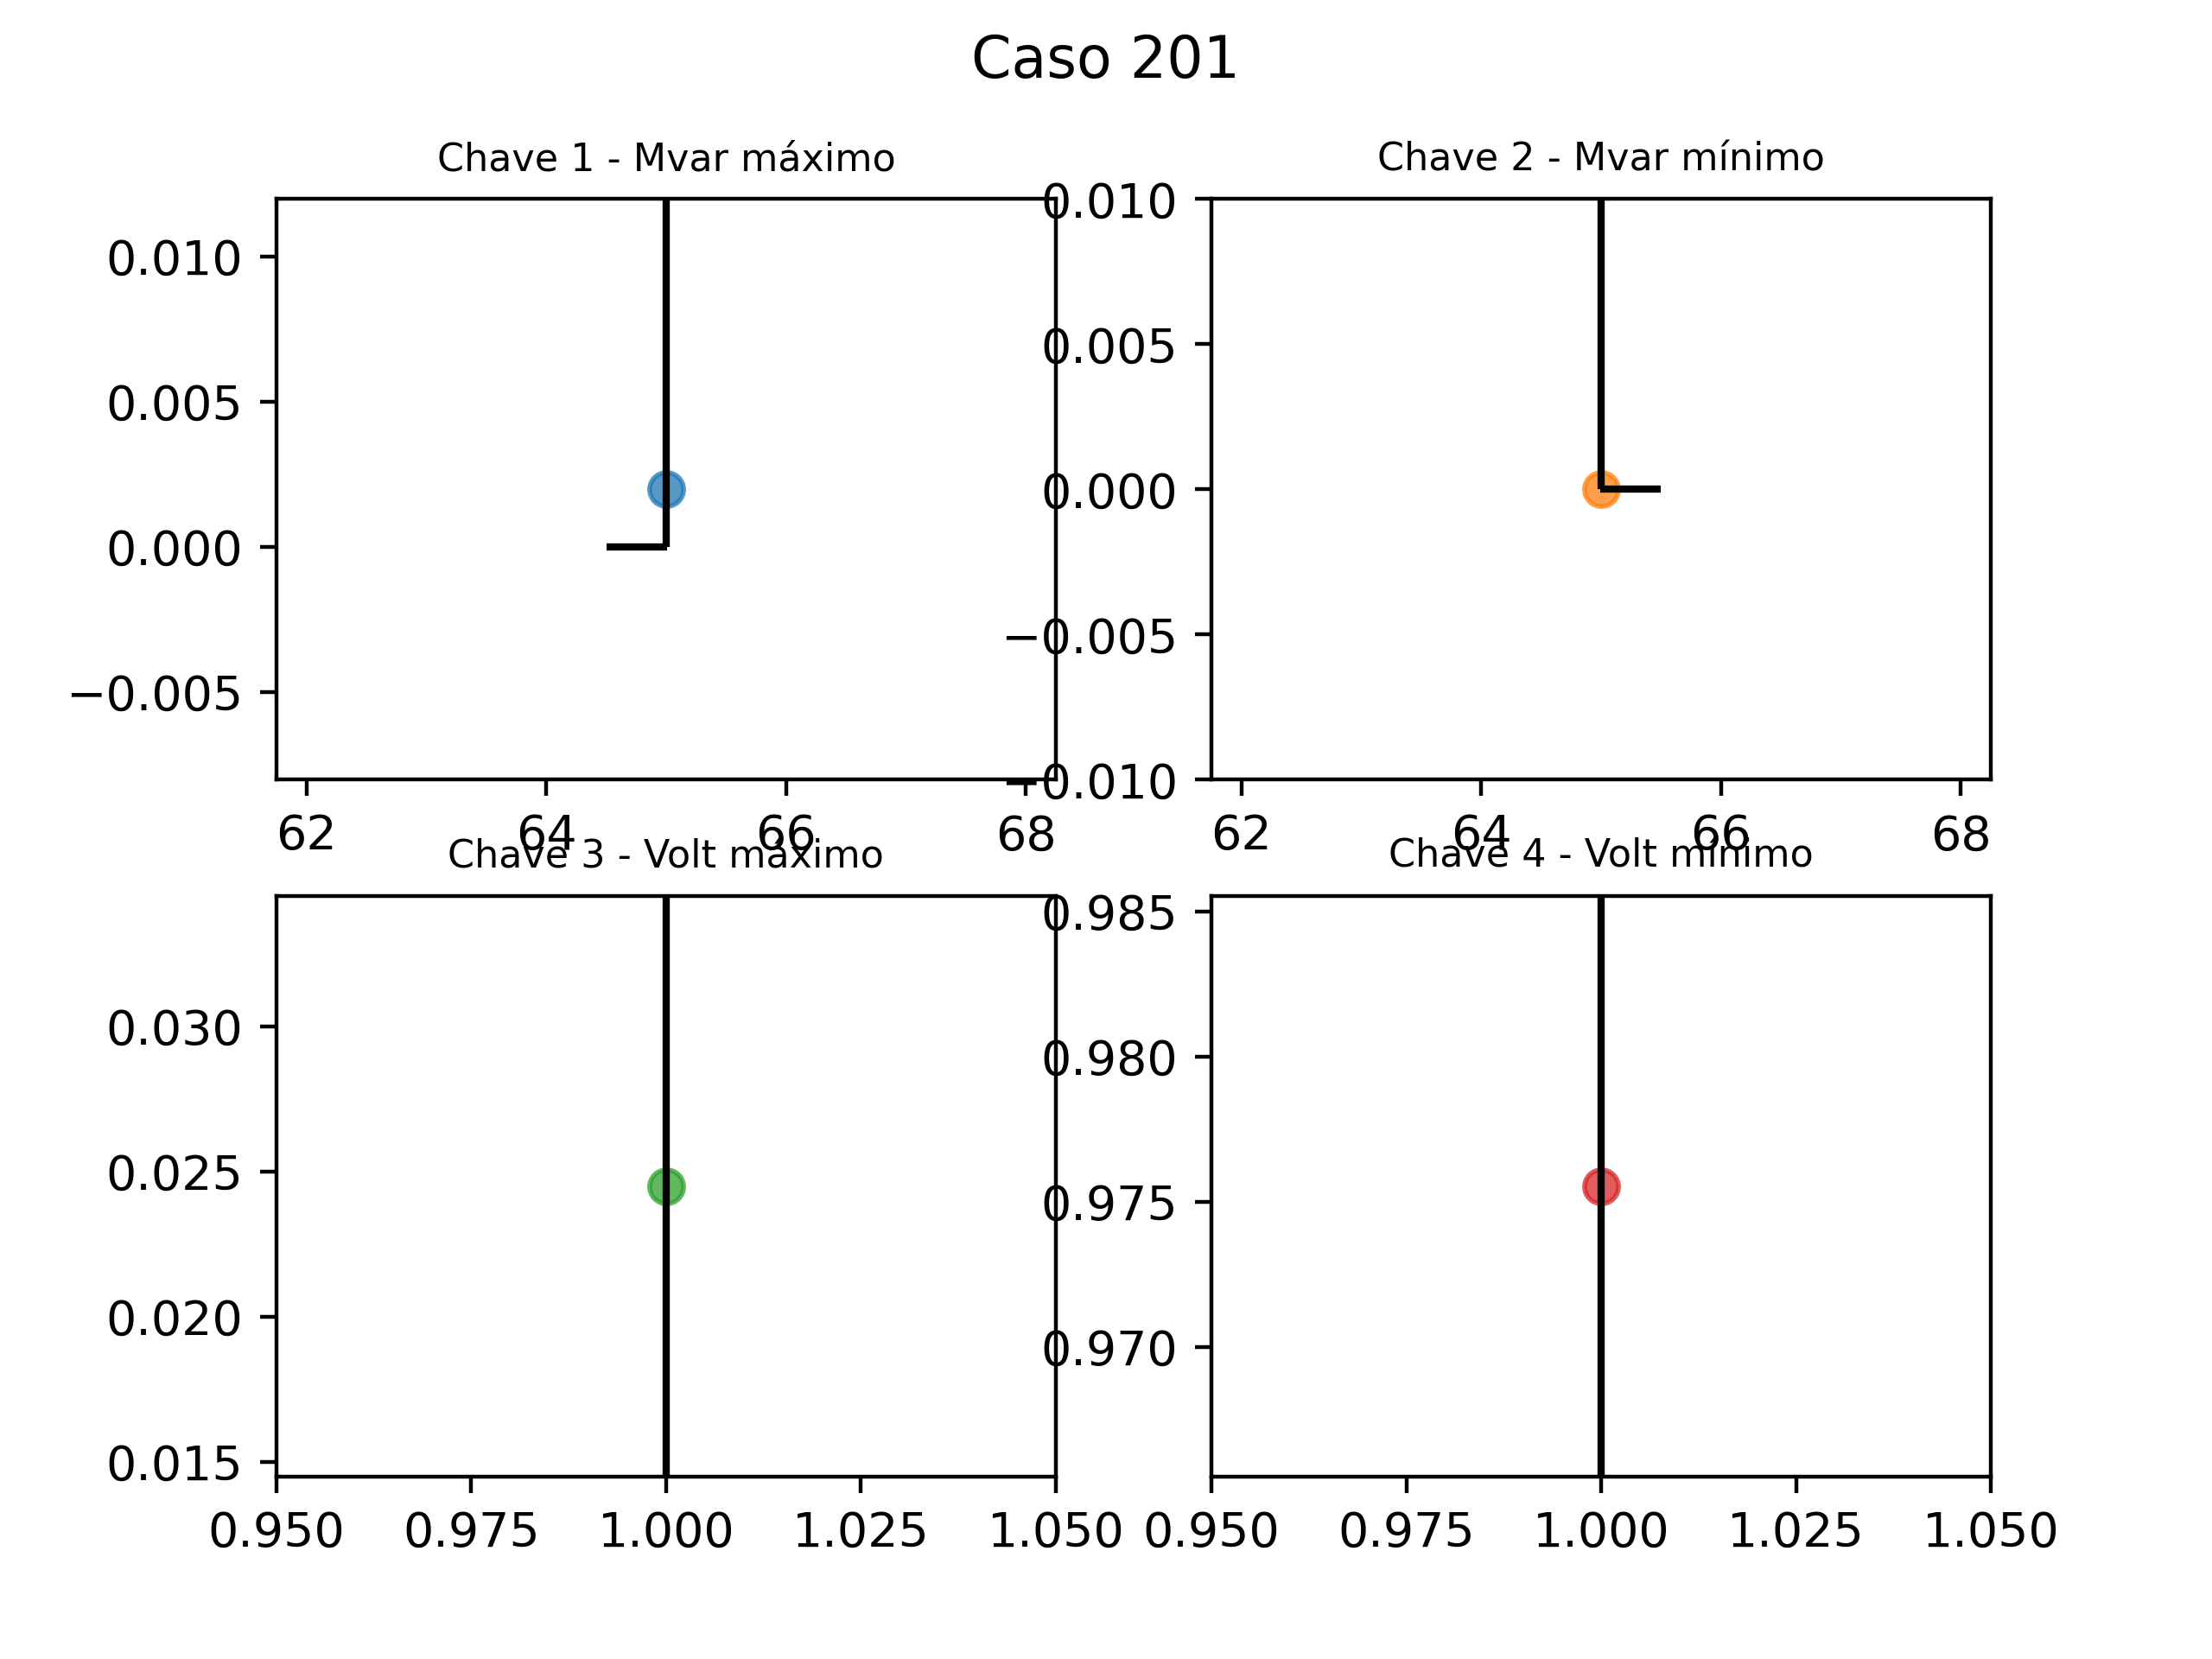 Caso 201
Chave 1 - Mvar máximo
0.010
0.005
0.000
−0.005
62 64 66 68
Chave 2 - Mvar mínimo
0.010
0.005
0.000
−0.005
−0.010
62 64 66 68
Chave 3 - Volt máximo
0.030
0.025
0.020
0.015
0.950 0.975 1.000 1.025 1.050
Chave 4 - Volt mínimo
0.985
0.980
0.975
0.970
0.950 0.975 1.000 1.025 1.050